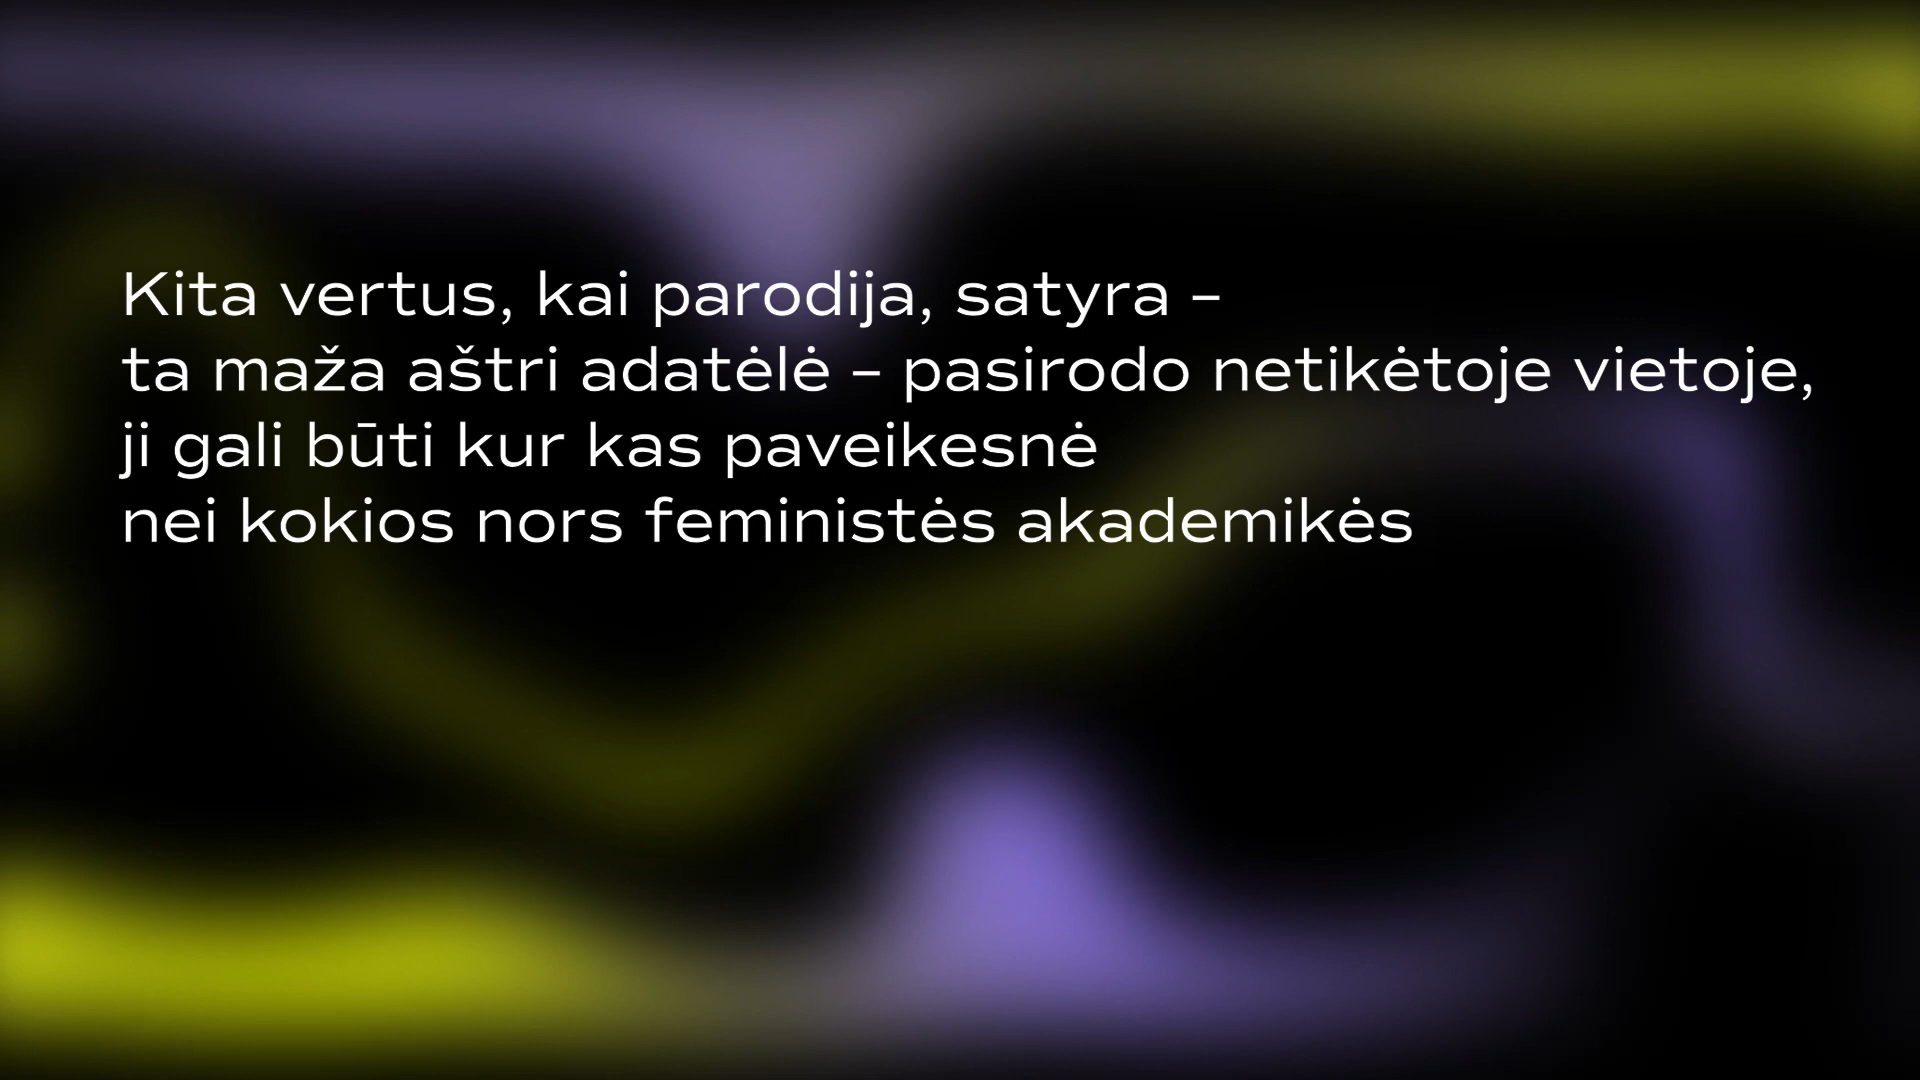 Kita vertus, kai parodija, satyra –
ta maža aštri adatėlė – pasirodo netikėtoje vietoje,
ji gali būti kur kas paveikesnė
nei kokios nors feministės akademikės